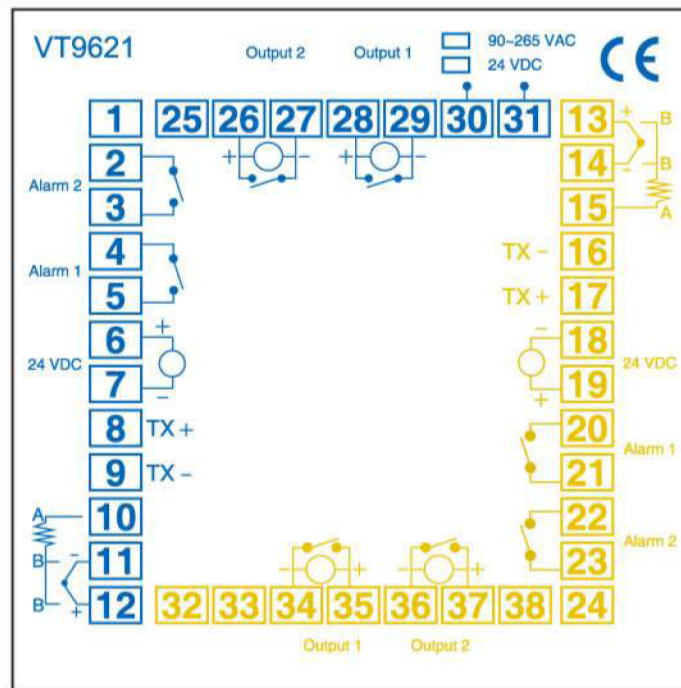 VT9621
Output 2 Output 1 90~265 VAC
24 VDC
CE
1 25 26 27 28 29 30 31 13 + B
+ - + -
2 14 - B
Alarm 2
3 15 A
4 TX - 16
Alarm 1
5 TX + 17
+ -
6 18
24 VDC 24 VDC
7 19
- +
8 TX + 20
Alarm 1
9 TX - 21
A 10 22
Alarm 2
B - 11 - + - + 23
B + 12 32 33 34 35 36 37 38 24
Output 1 Output 2